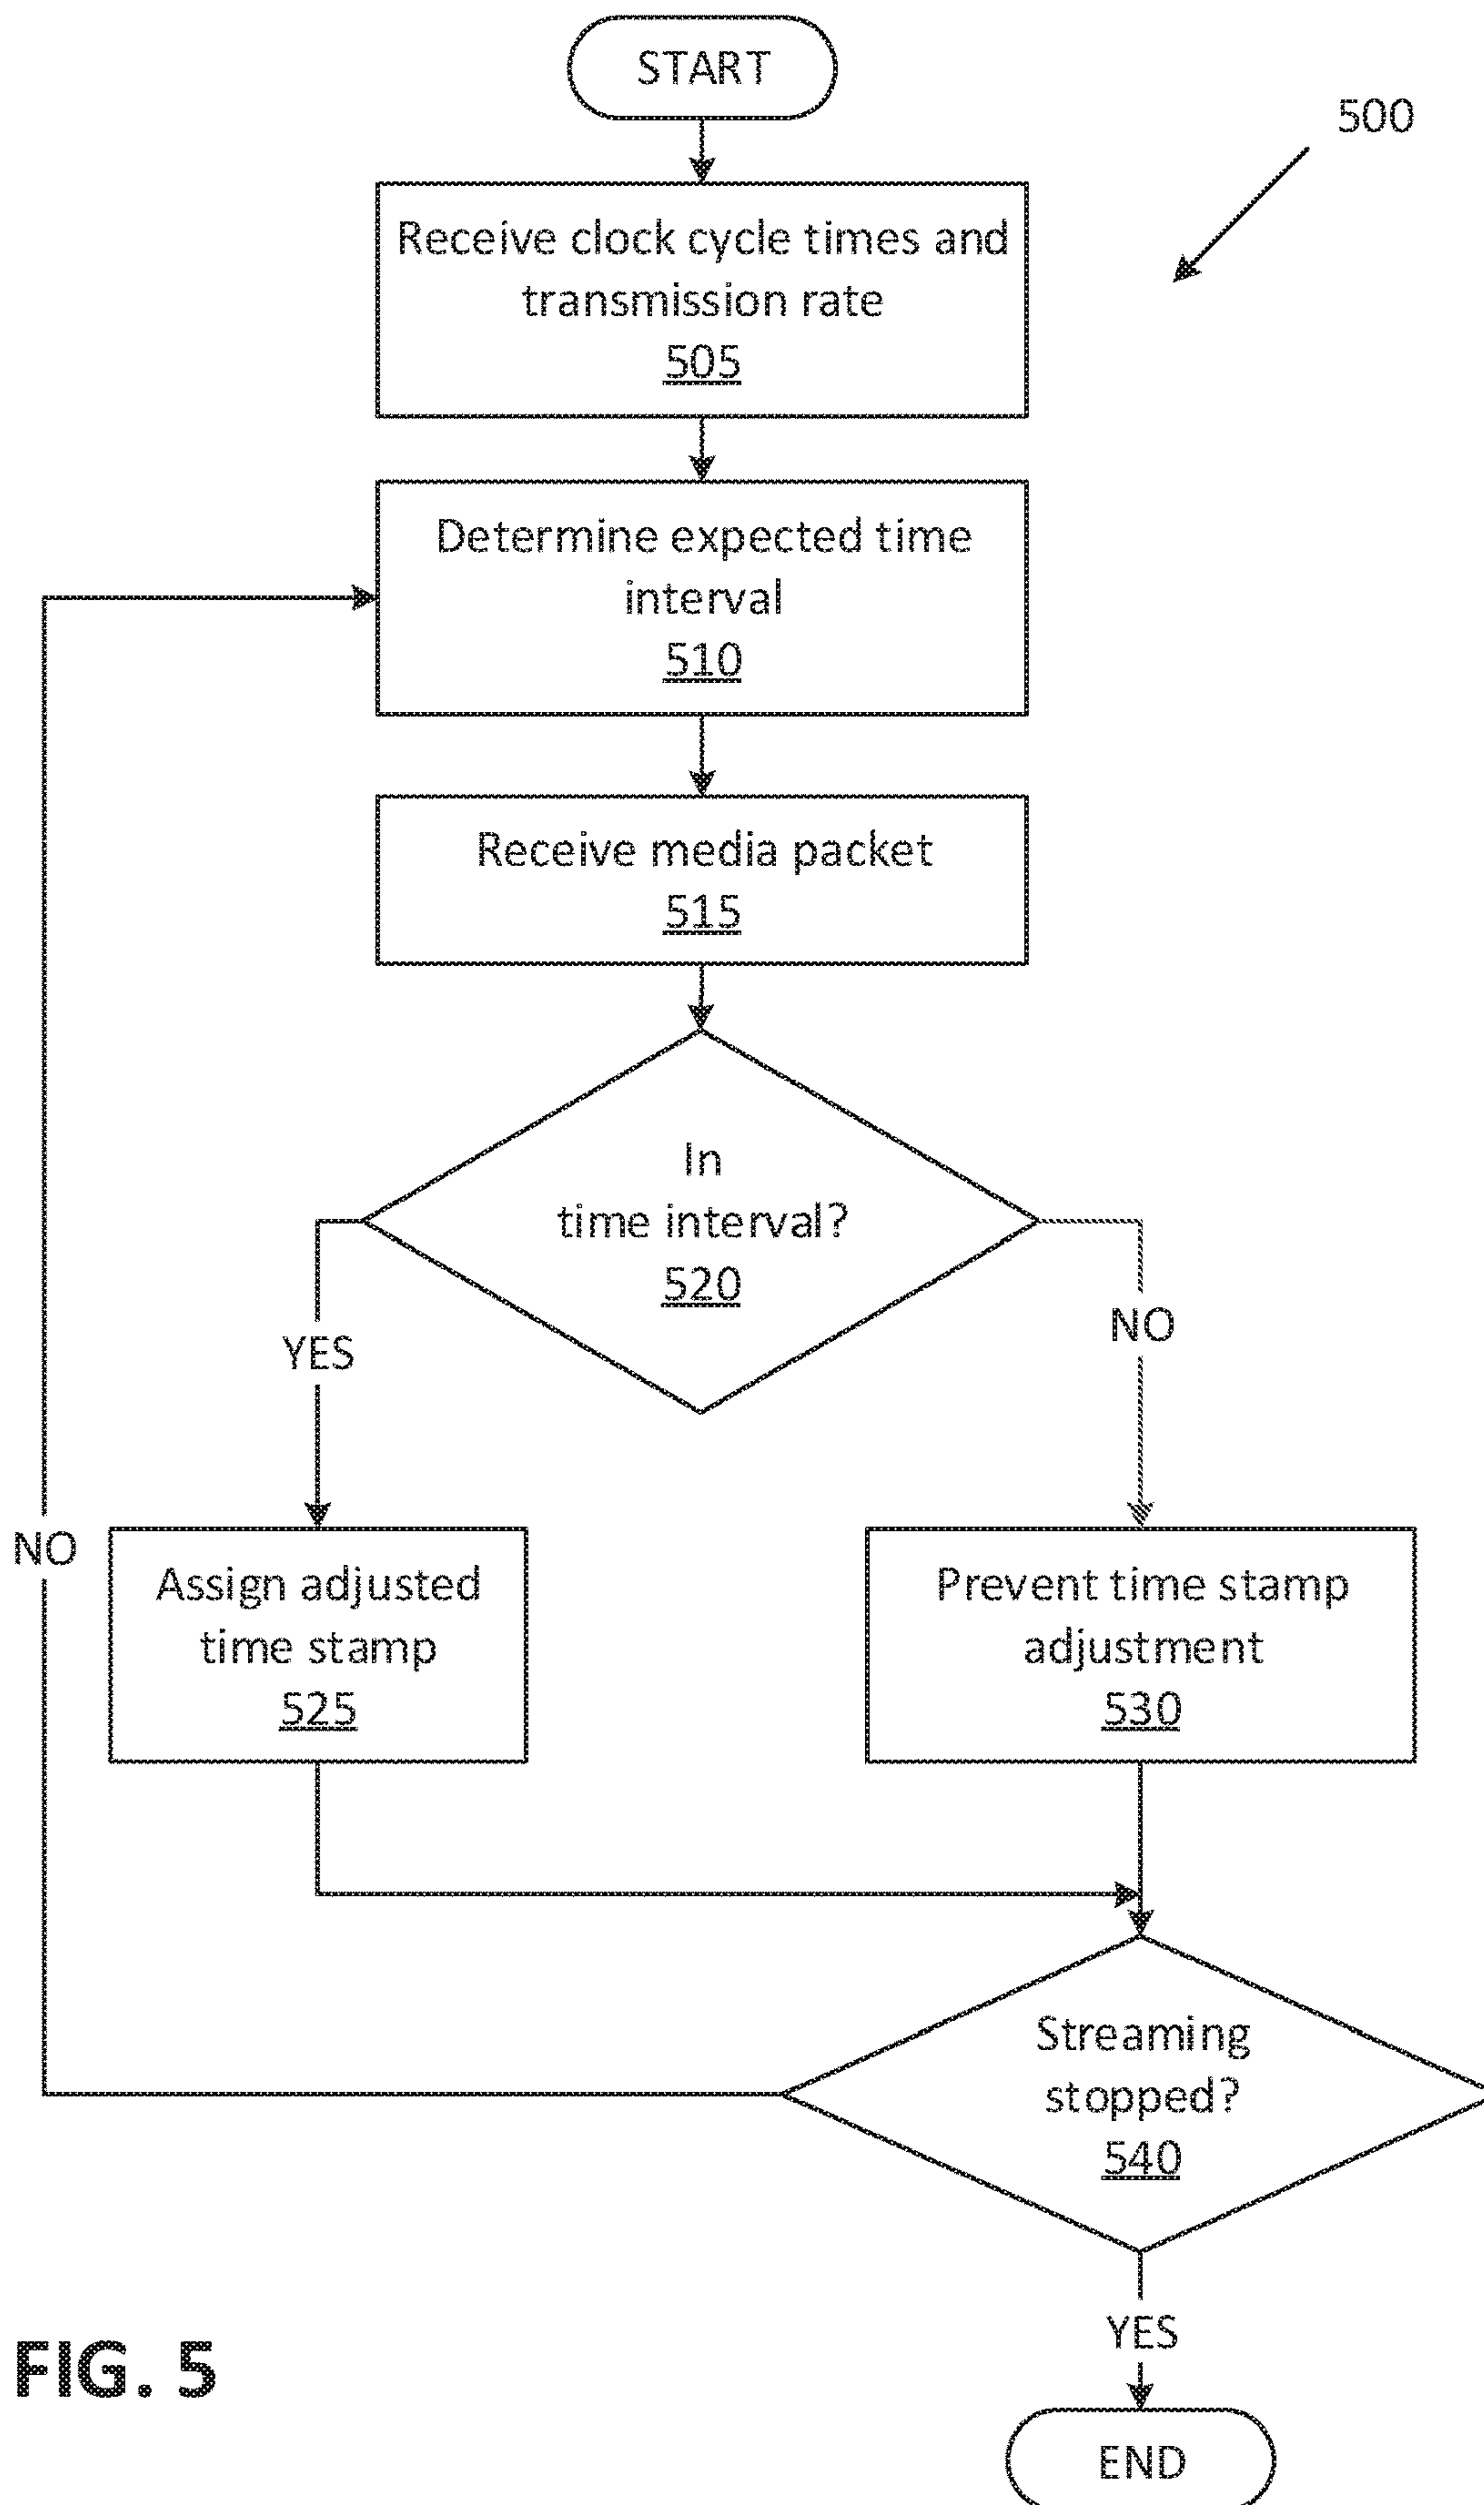 START
500
Receive clock cycle times and
transmission rate
505
Determine expected time
interval
510
Receive media packet
515
In
time interval?
520
YES
NO
NO
Assign adjusted
time stamp
525
Prevent time stamp
adjustment
530
Streaming
stopped?
540
YES
FIG. 5
END